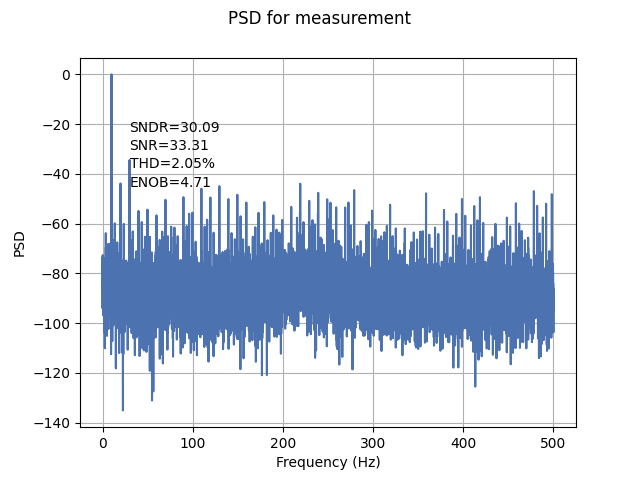 PSD for measurement
0
−20
−40
−60
−80
−100
−120
−140
PSD
SNDR=30.09
SNR=33.31
THD=2.05%
ENOB=4.71
0 100 200 300 400 500
Frequency (Hz)